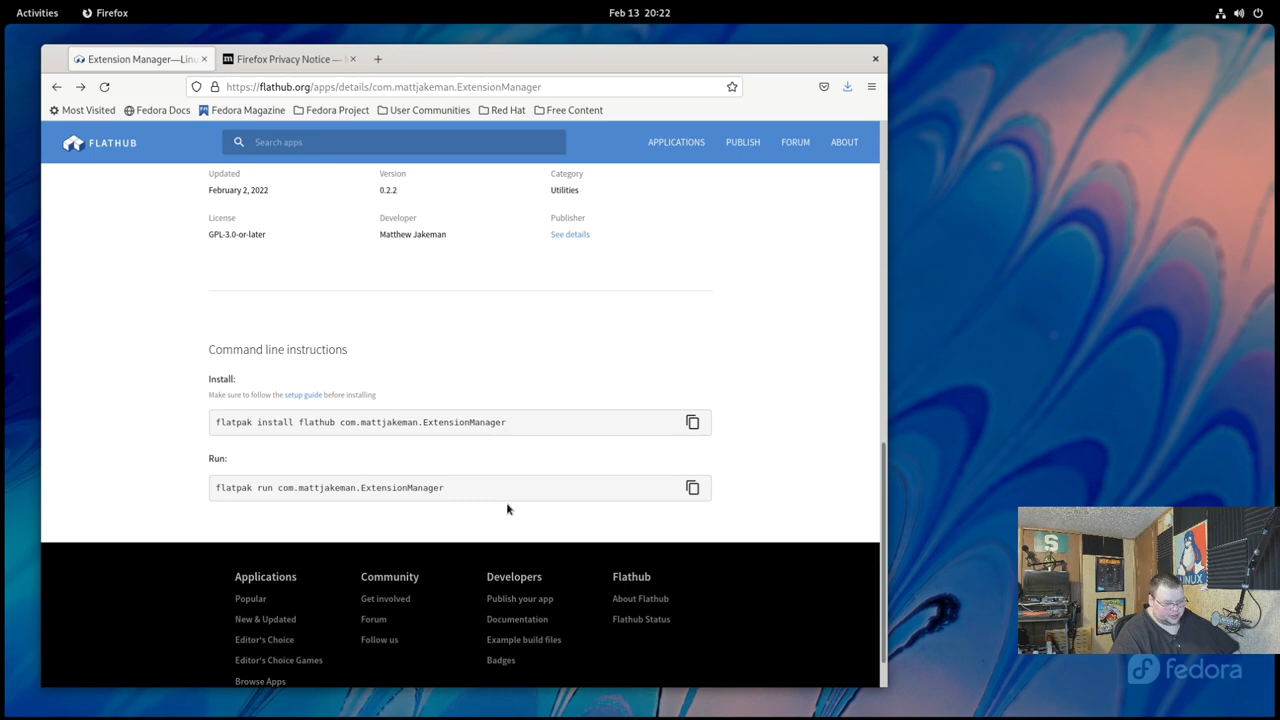 Activities
Firefox
Feb 13 20:22
Extension Manager—Linu
Firefox Privacy Notice —
https://flathub.org/apps/details/com.mattjakeman.ExtensionManager
Most Visited
Fedora Docs
Fedora Magazine
Fedora Project
User Communities
Red Hat
Free Content
FLATHUB
Search apps
APPLICATIONS
PUBLISH
FORUM
ABOUT
Updated
Version
Category
February 2, 2022
0.2.2
Utilities
License
Developer
Publisher
GPL-3.0-or-later
Matthew Jakeman
See details
Command line instructions
Install:
Make sure to follow the setup guide before installing
flatpak install flathub com.mattjakeman.ExtensionManager
Run:
flatpak run com.mattjakeman.ExtensionManager
Applications
Community
Developers
Flathub
Popular
Get involved
Publish your app
About Flathub
New & Updated
Forum
Documentation
Flathub Status
Editor's Choice
Follow us
Example build files
Editor's Choice Games
Badges
Browse Apps
S
LINUX
fedora